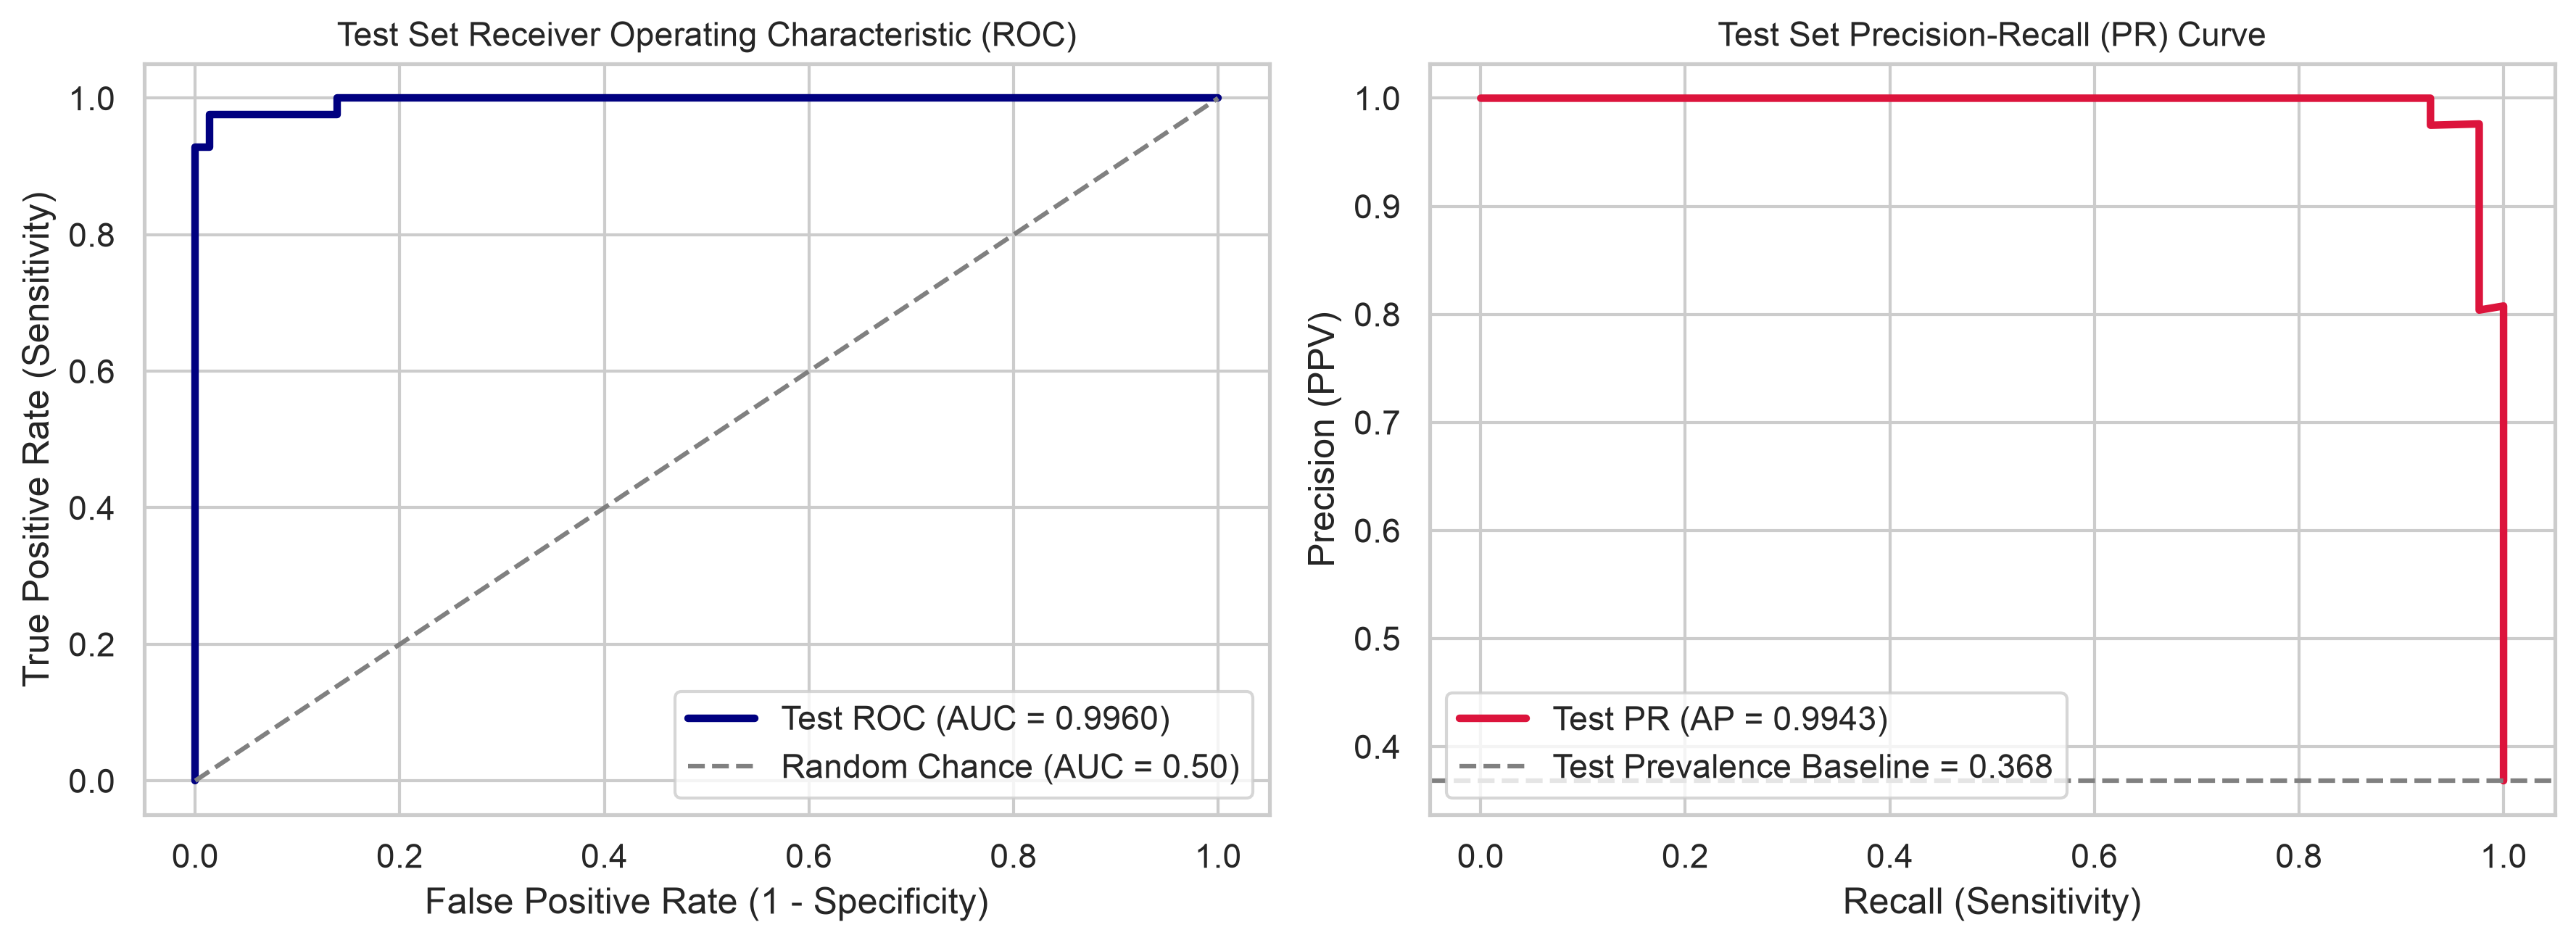 Test Set Receiver Operating Characteristic (ROC)
1.0
0.8
0.6
0.4
0.2
0.0
True Positive Rate (Sensitivity)
Test ROC (AUC = 0.9960)
Random Chance (AUC = 0.50)
0.0 0.2 0.4 0.6 0.8 1.0
False Positive Rate (1 - Specificity)
Test Set Precision-Recall (PR) Curve
1.0
0.9
0.8
0.7
0.6
0.5
0.4
Precision (PPV)
Test PR (AP = 0.9943)
Test Prevalence Baseline = 0.368
0.0 0.2 0.4 0.6 0.8 1.0
Recall (Sensitivity)